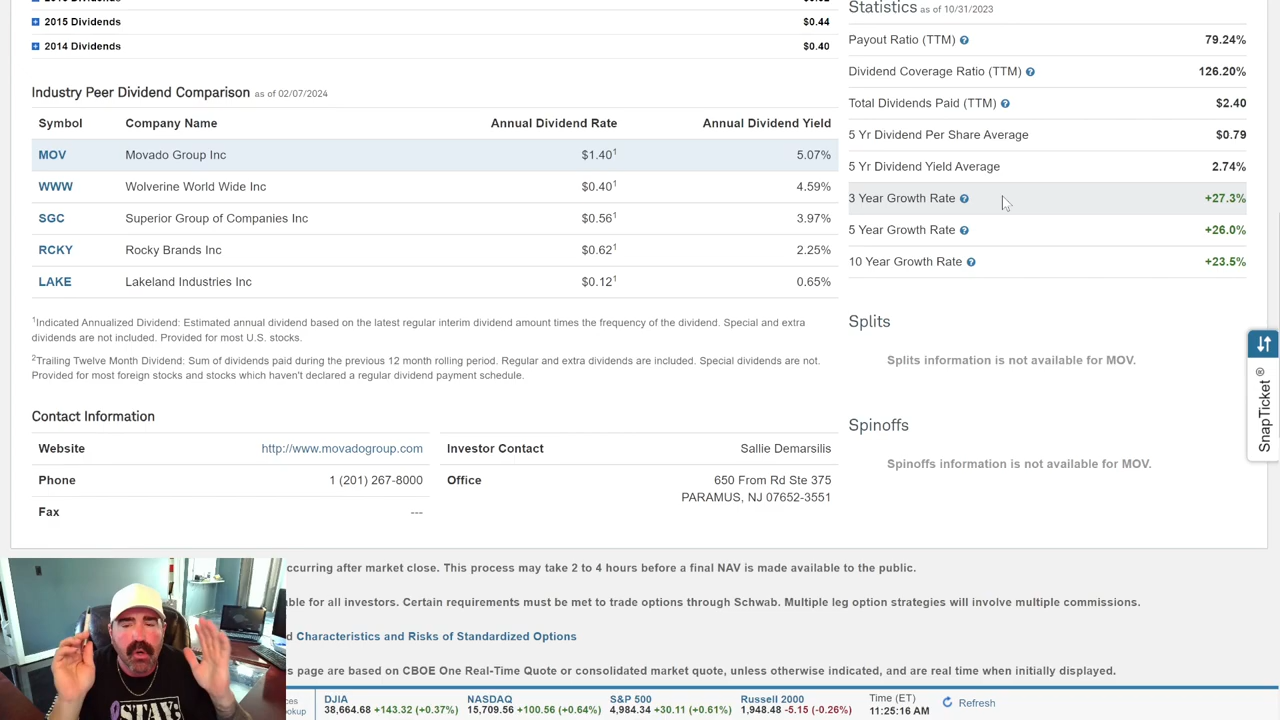 2015 Dividends $0.44
2014 Dividends $0.40
Industry Peer Dividend Comparison as of 02/07/2024
Symbol Company Name Annual Dividend Rate Annual Dividend Yield
MOV Movado Group Inc $1.40¹ 5.07%
WWW Wolverine World Wide Inc $0.40¹ 4.59%
SGC Superior Group of Companies Inc $0.56¹ 3.97%
RCKY Rocky Brands Inc $0.62¹ 2.25%
LAKE Lakeland Industries Inc $0.12¹ 0.65%
¹Indicated Annualized Dividend: Estimated annual dividend based on the latest regular interim dividend amount times the frequency of the dividend. Special and extra
dividends are not included. Provided for most U.S. stocks.
²Trailing Twelve Month Dividend: Sum of dividends paid during the previous 12 month rolling period. Regular and extra dividends are included. Special dividends are not.
Provided for most foreign stocks and stocks which haven't declared a regular dividend payment schedule.
Contact Information
Website http://www.movadogroup.com
Phone 1 (201) 267-8000
Fax ---
Investor Contact Sallie Demarsilis
Office 650 From Rd Ste 375
PARAMUS, NJ 07652-3551
Statistics as of 10/31/2023
Payout Ratio (TTM) 79.24%
Dividend Coverage Ratio (TTM) 126.20%
Total Dividends Paid (TTM) $2.40
5 Yr Dividend Per Share Average $0.79
5 Yr Dividend Yield Average 2.74%
3 Year Growth Rate +27.3%
5 Year Growth Rate +26.0%
10 Year Growth Rate +23.5%
Splits
Splits information is not available for MOV.
Spinoffs
Spinoffs information is not available for MOV.
SnapTicket ®
ccurring after market close. This process may take 2 to 4 hours before a final NAV is made available to the public.
ble for all investors. Certain requirements must be met to trade options through Schwab. Multiple leg option strategies will involve multiple commissions.
d Characteristics and Risks of Standardized Options
s page are based on CBOE One Real-Time Quote or consolidated market quote, unless otherwise indicated, and are real time when initially displayed.
DJIA NASDAQ S&P 500 Russell 2000 Time (ET) Refresh
38,664.68 +143.32 (+0.37%) 15,709.56 +100.56 (+0.64%) 4,984.34 +30.11 (+0.61%) 1,948.48 -5.15 (-0.26%) 11:25:16 AM
STAYS